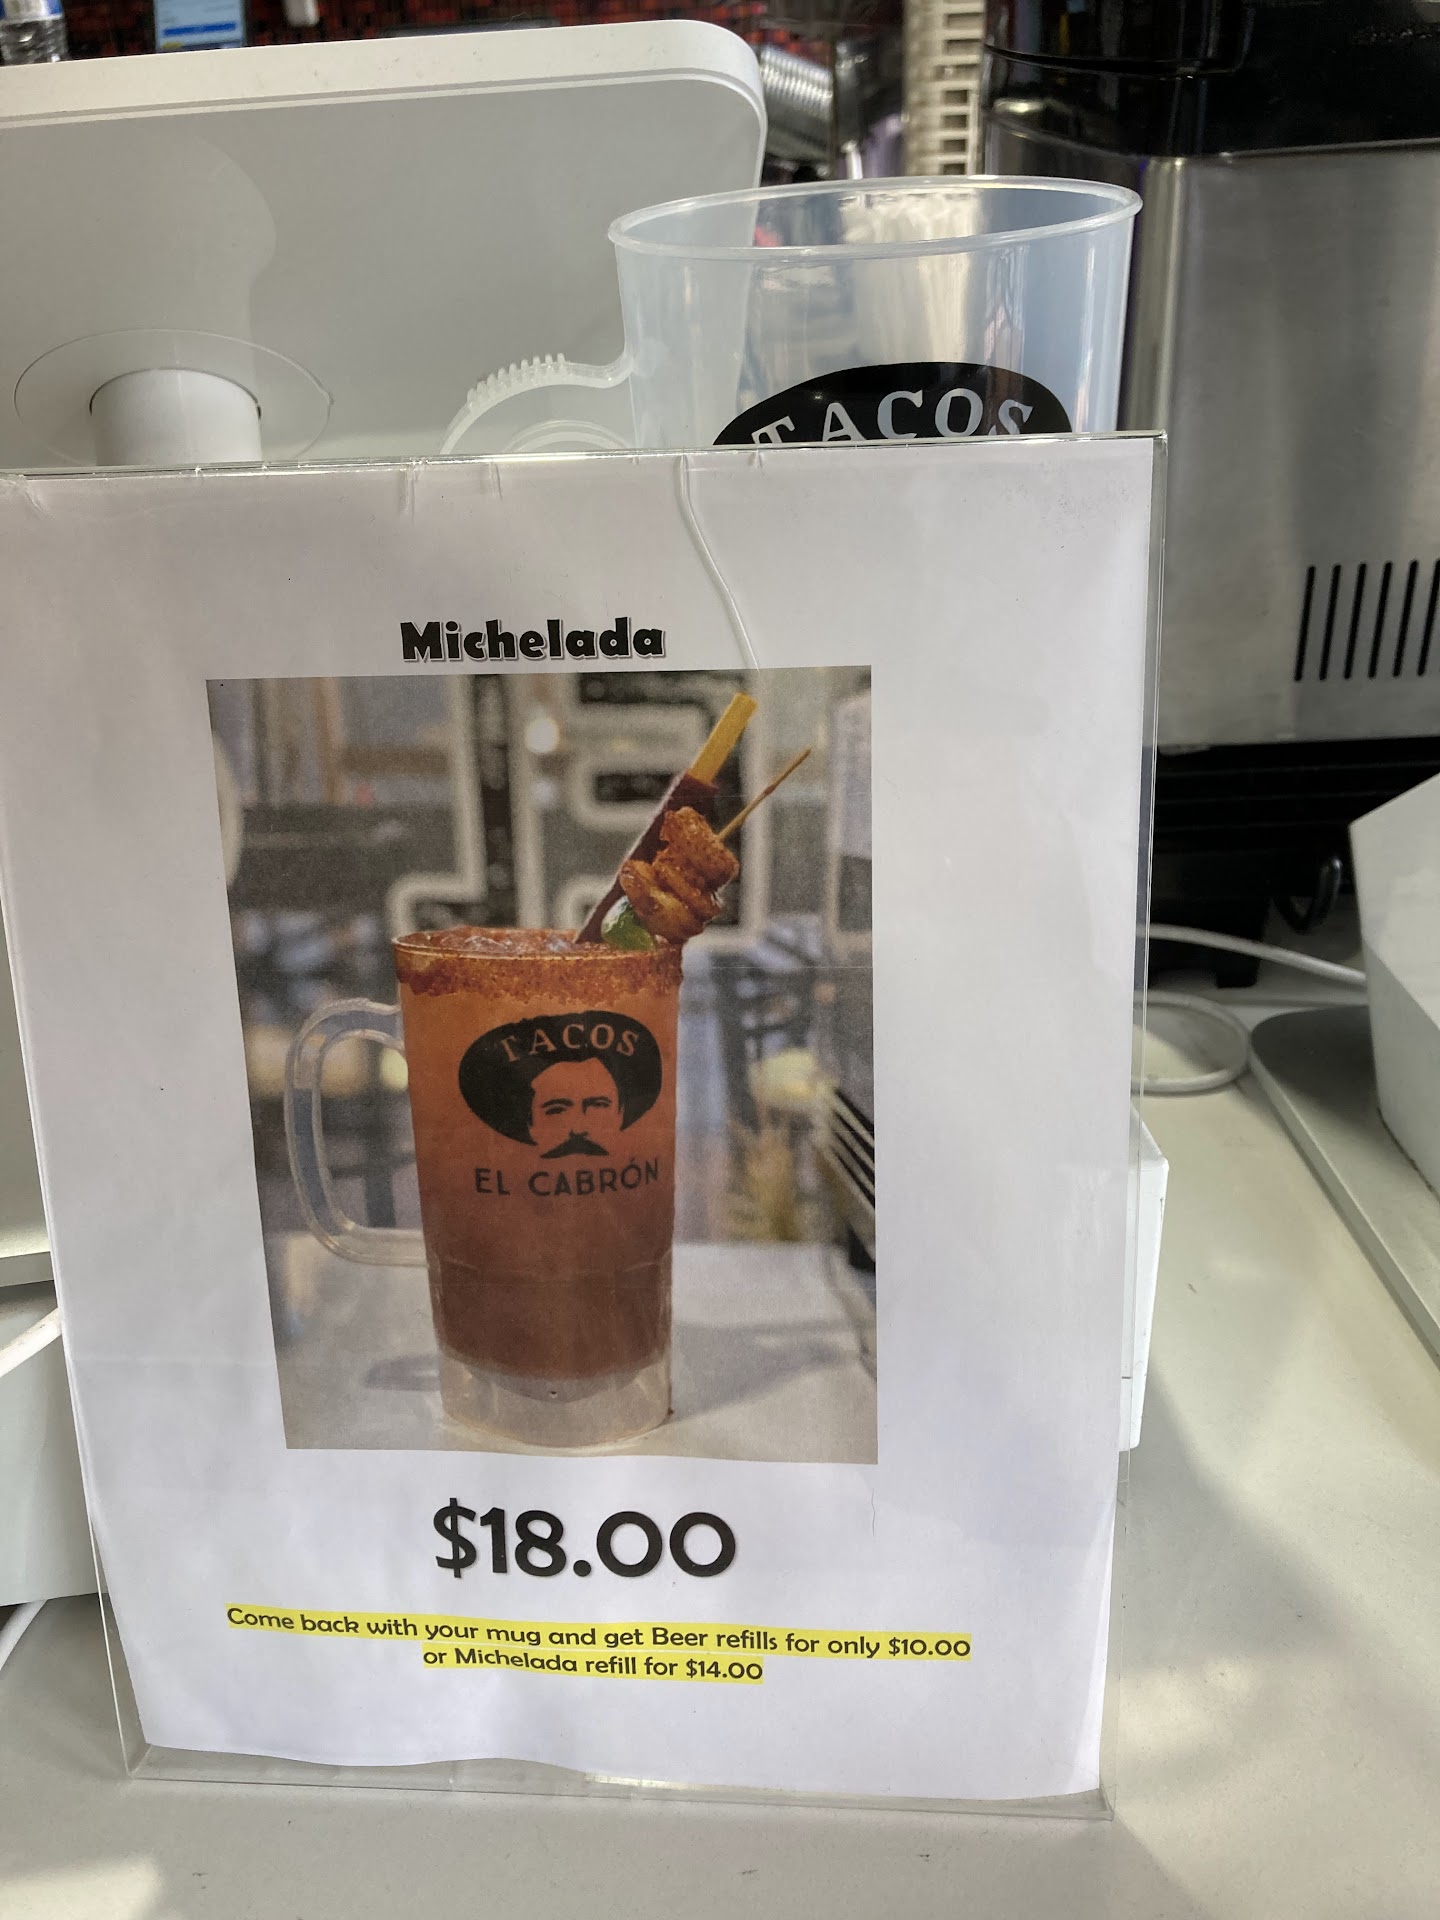 TACOS
Michelada
TACOS
EL CABRÓN
$18.00
Come back with your mug and get Beer refills for only $10.00
or Michelada refill for $14.00